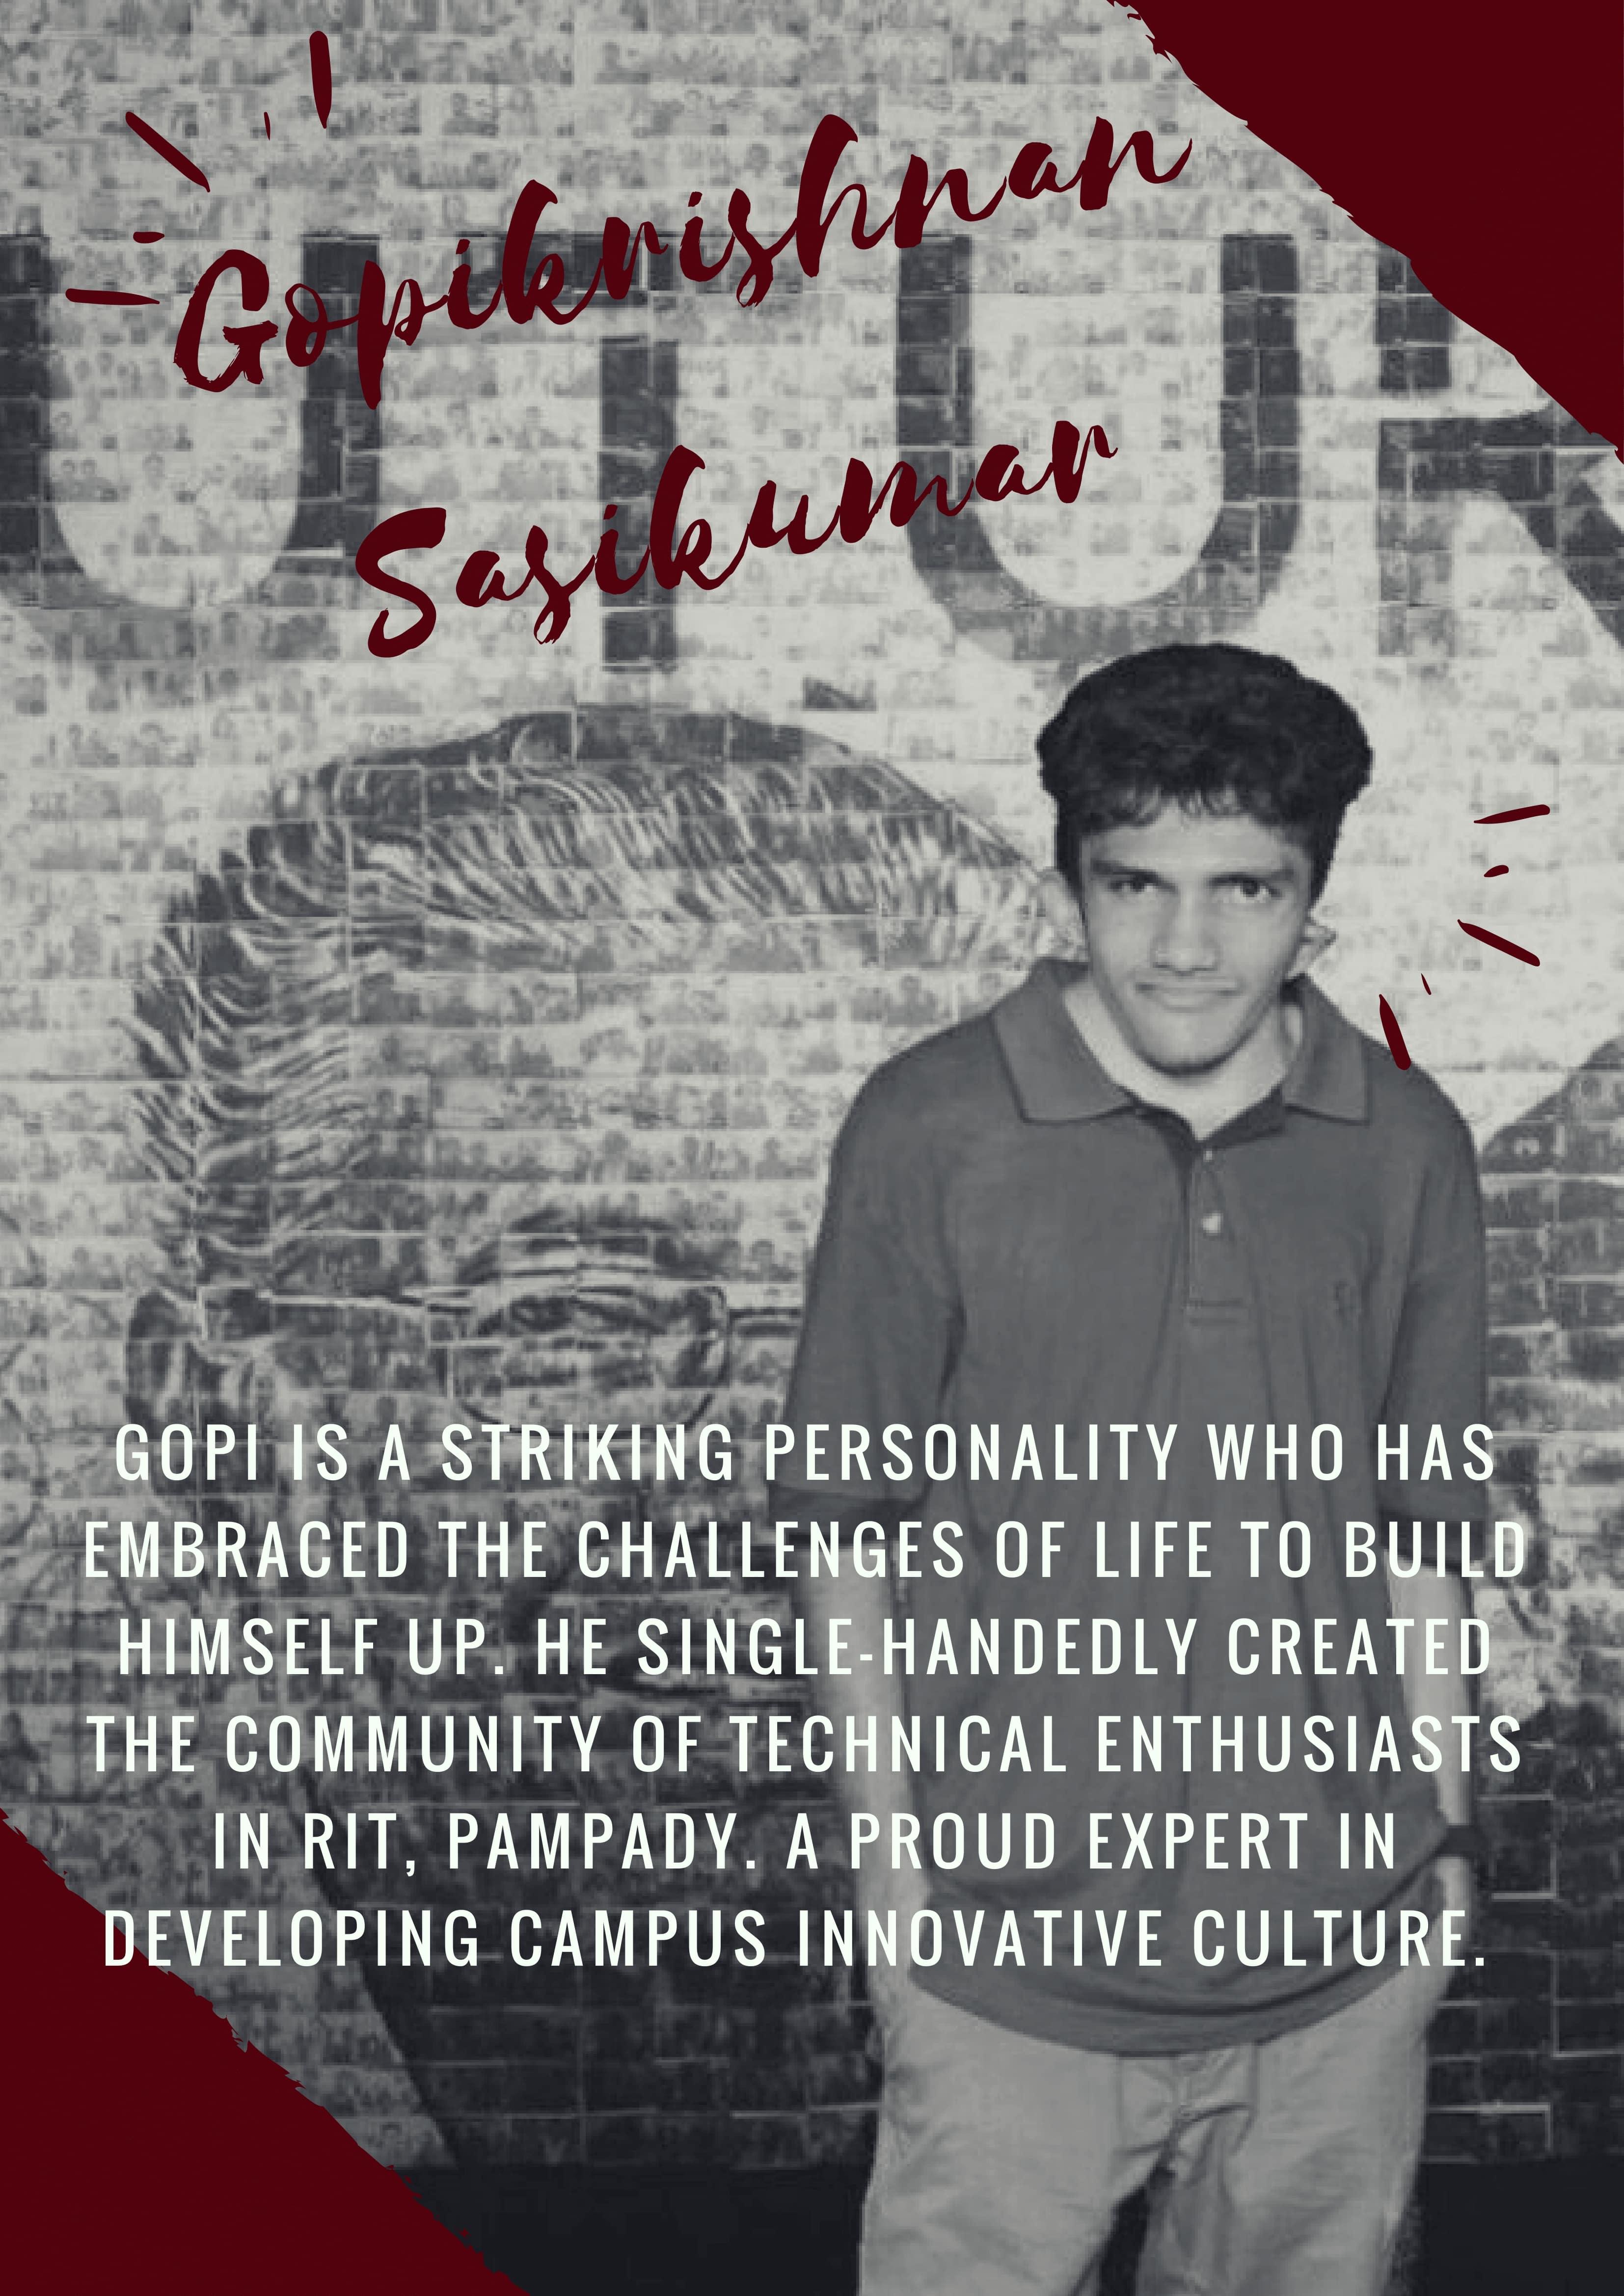 Gopikrishnan
Sasikumar
UTUR
GOPI IS A STRIKING PERSONALITY WHO HAS
EMBRACED THE CHALLENGES OF LIFE TO BUILD
HIMSELF UP. HE SINGLE-HANDEDLY CREATED
THE COMMUNITY OF TECHNICAL ENTHUSIASTS
IN RIT, PAMPADY. A PROUD EXPERT IN
DEVELOPING CAMPUS INNOVATIVE CULTURE.